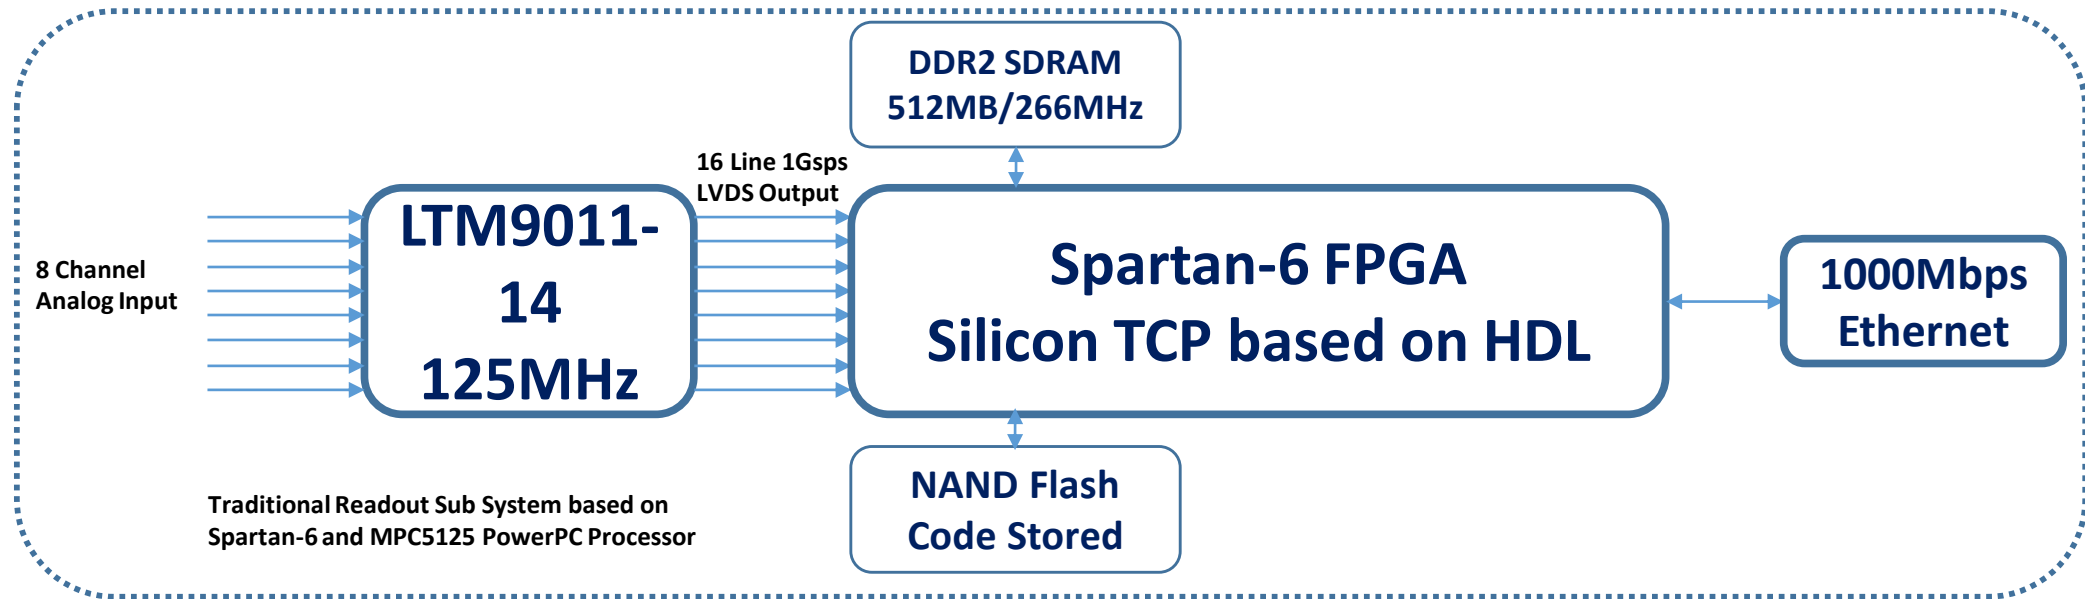 DDR2 SDRAM
512MB/266MHz
16 Line 1Gsps
LVDS Output
8 Channel
Analog Input
LTM9011-
14
125MHz
Spartan-6 FPGA
Silicon TCP based on HDL
1000Mbps
Ethernet
NAND Flash
Code Stored
Traditional Readout Sub System based on
Spartan-6 and MPC5125 PowerPC Processor